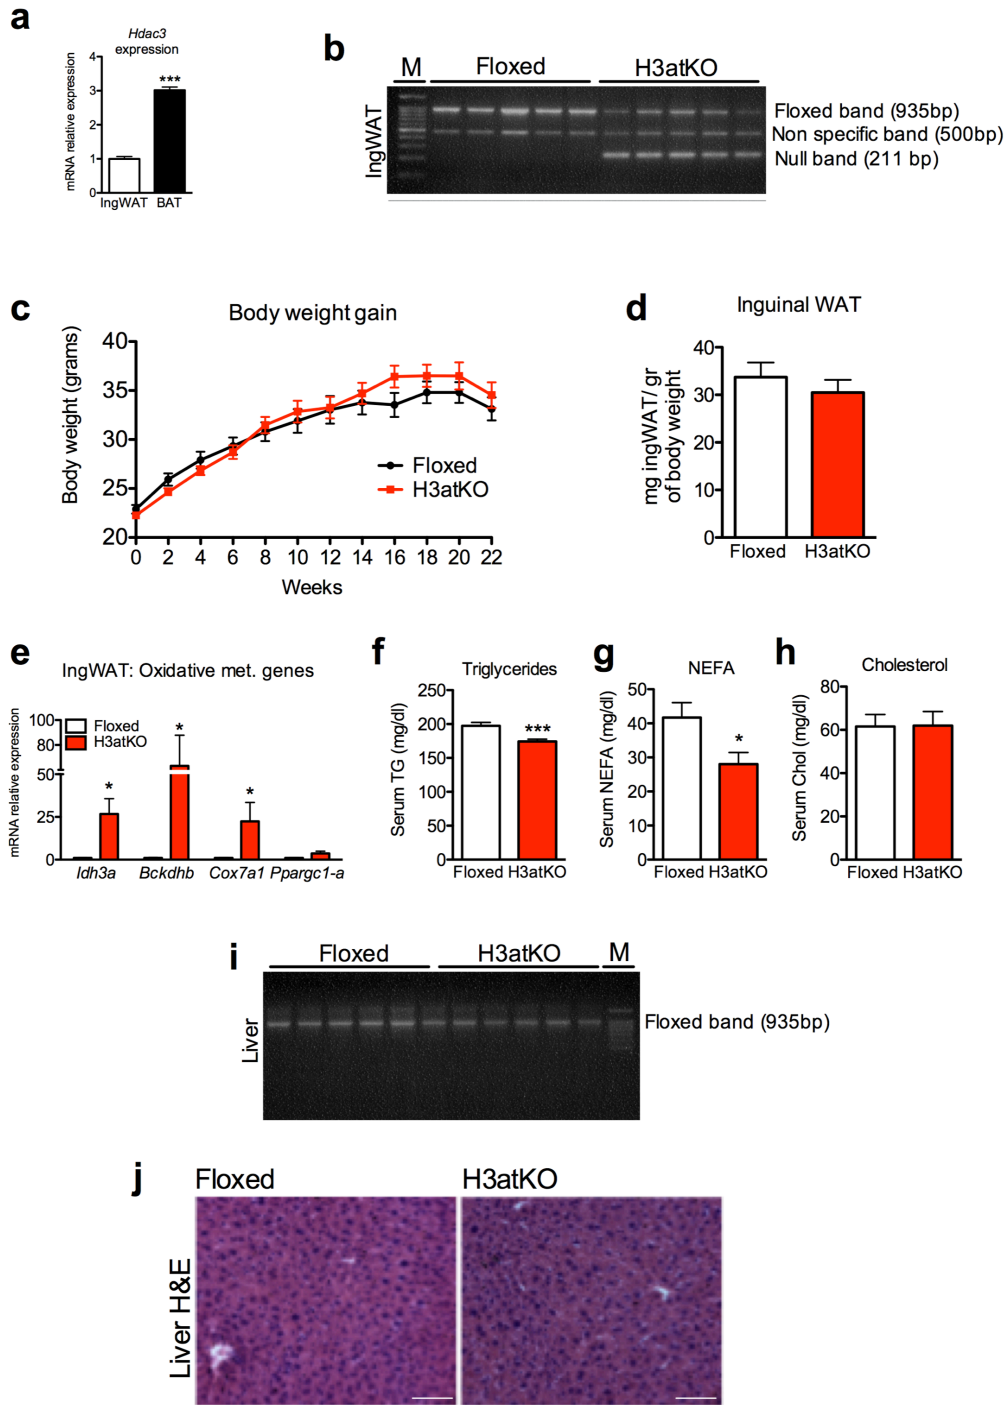 a
Hdac3
expression
mRNA relative expression
4
3
2
1
0
***
IngWAT BAT
b
M Floxed H3atKO
IngWAT
Floxed band (935bp)
Non specific band (500bp)
Null band (211 bp)
c
Body weight gain
Body weight (grams)
40
35
30
25
20
Floxed
H3atKO
0 2 4 6 8 10 12 14 16 18 20 22
Weeks
d
Inguinal WAT
mg ingWAT/ gr
of body weight
40
30
20
10
0
Floxed H3atKO
e
IngWAT: Oxidative met. genes
mRNA relative expression
100
80
50
25
0
Floxed
H3atKO
*
*
*
Idh3a Bckdhb Cox7a1 Ppargc1-a
f
Triglycerides
Serum TG (mg/dl)
250
200
150
100
50
0
***
Floxed H3atKO
g
NEFA
Serum NEFA (mg/dl)
50
40
30
20
10
0
*
Floxed H3atKO
h
Cholesterol
Serum Chol (mg/dl)
80
60
40
20
0
Floxed H3atKO
i
Floxed H3atKO M
Liver
Floxed band (935bp)
j
Floxed H3atKO
Liver H&E